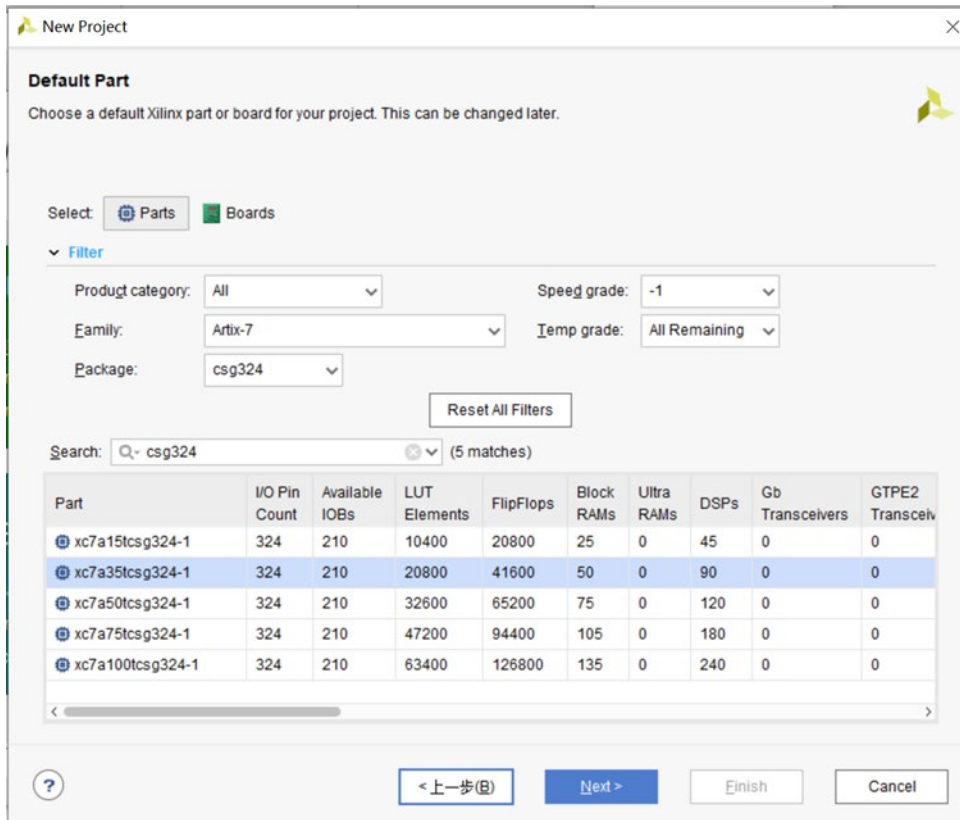 New Project
Default Part
Choose a default Xilinx part or board for your project. This can be changed later.
Select: Parts Boards
Filter
Product category: All Speed grade: -1
Family: Artix-7 Temp grade: All Remaining
Package: csg324
Reset All Filters
Search: csg324 (5 matches)
Part I/O Pin Count Available IOBs LUT Elements FlipFlops Block RAMs Ultra RAMs DSPs Gb Transceivers GTPE2 Transceiv
xc7a15tcsg324-1 324 210 10400 20800 25 0 45 0 0
xc7a35tcsg324-1 324 210 20800 41600 50 0 90 0 0
xc7a50tcsg324-1 324 210 32600 65200 75 0 120 0 0
xc7a75tcsg324-1 324 210 47200 94400 105 0 180 0 0
xc7a100tcsg324-1 324 210 63400 126800 135 0 240 0 0
? <上一步(B) Next > Finish Cancel